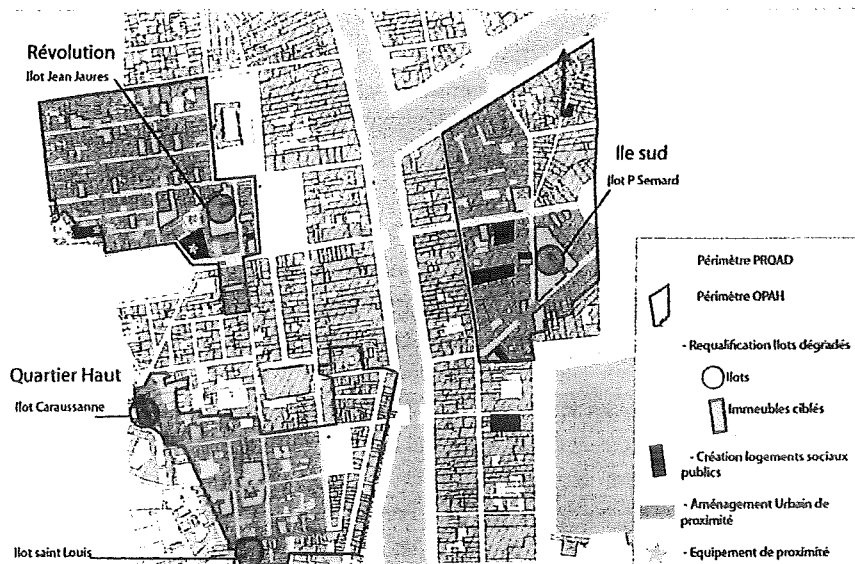 Révolution
Ilot Jean Jaures
Ile sud
Ilot P Semard
Quartier Haut
Ilot Caraussanne
Ilot saint Louis
Périmètre PRQAD
Périmètre OPAH
- Requalification Ilots dégradés
Ilots
Immeubles ciblés
- Création logements sociaux
publics
- Aménagement Urbain de
proximité
- Equipement de proximité